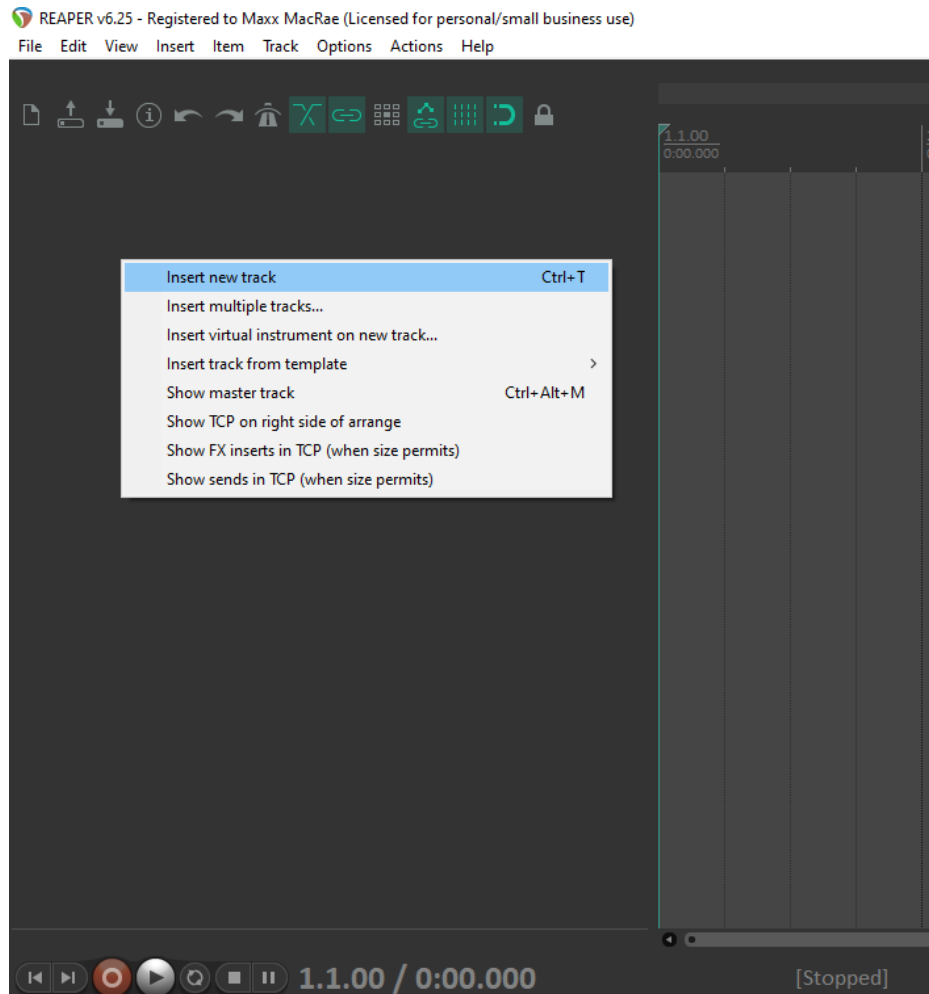 REAPER v6.25 - Registered to Maxx MacRae (Licensed for personal/small business use)
File Edit View Insert Item Track Options Actions Help
1.1.00
0:00.000
Insert new track Ctrl+T
Insert multiple tracks...
Insert virtual instrument on new track...
Insert track from template
Show master track Ctrl+Alt+M
Show TCP on right side of arrange
Show FX inserts in TCP (when size permits)
Show sends in TCP (when size permits)
1.1.00 / 0:00.000 [Stopped]